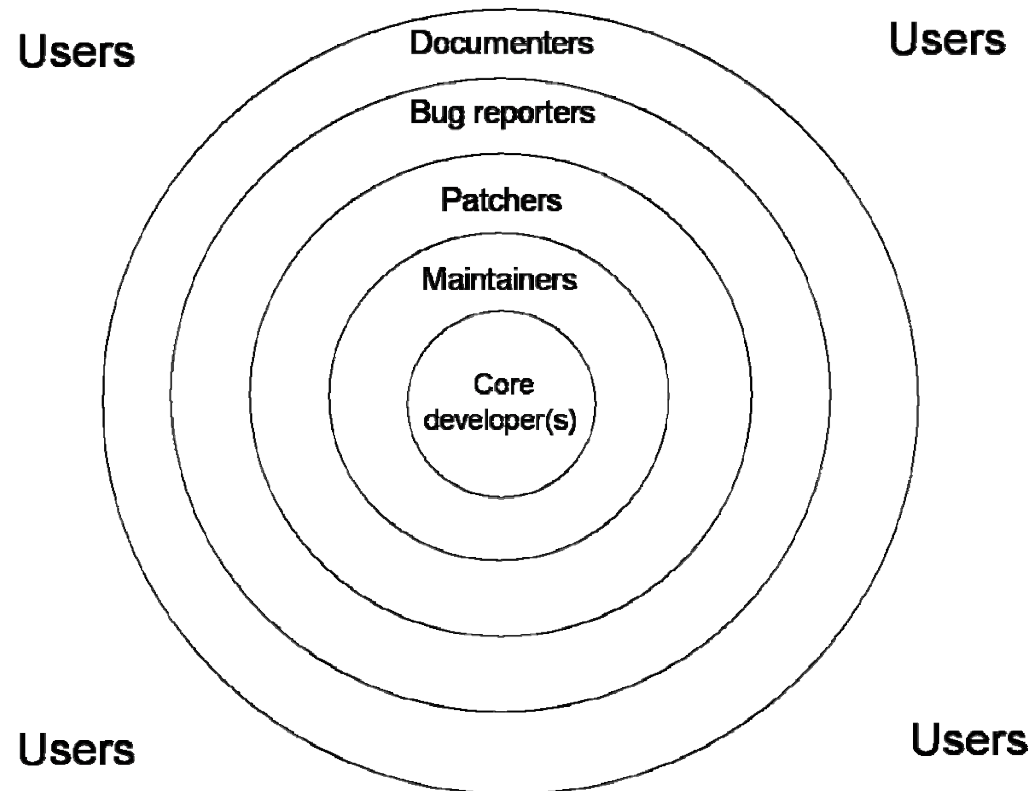 Users
Users
Documenters
Bug reporters
Patchers
Maintainers
Core
developer(s)
Users
Users